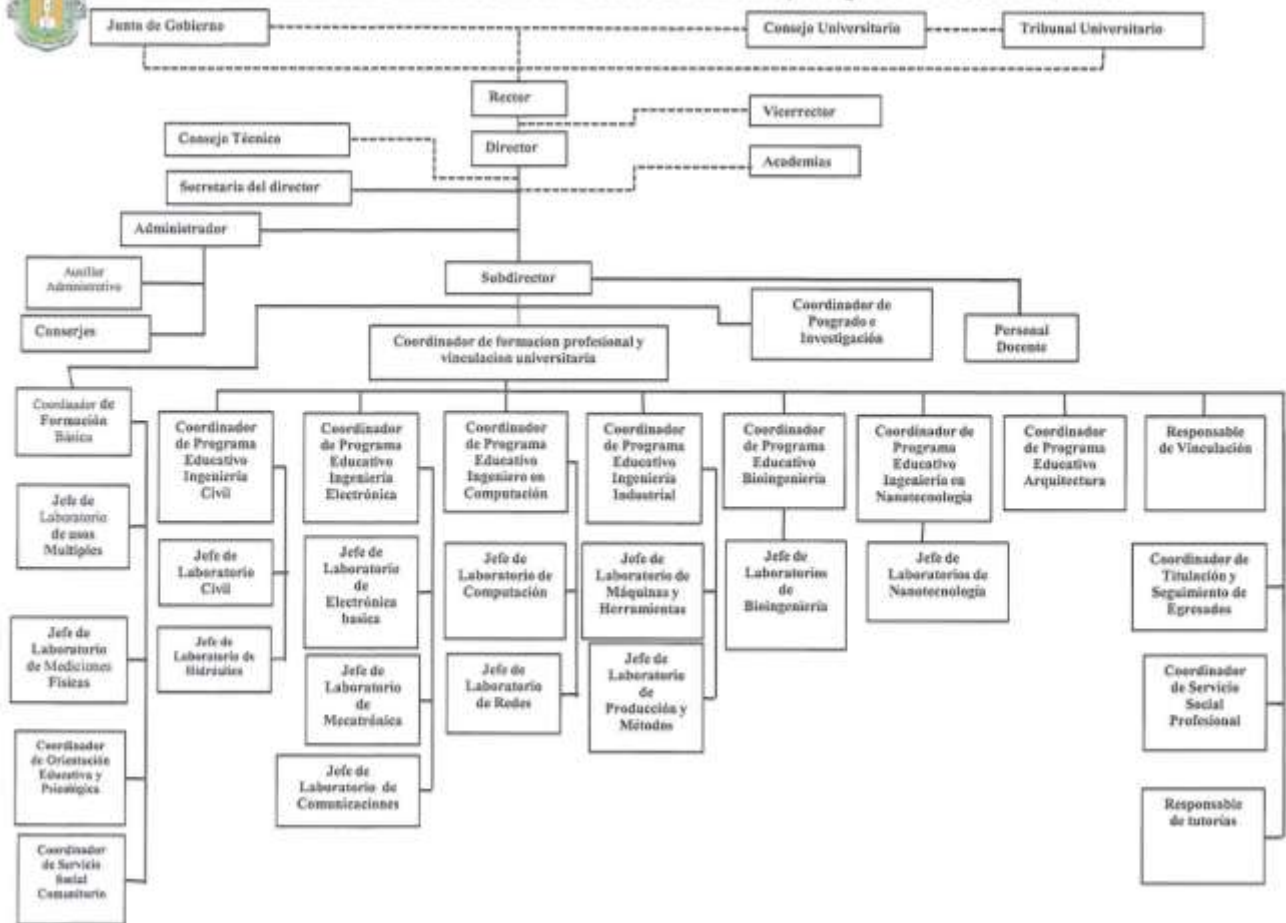 Junta de Gobierno
Consejo Universitario
Tribunal Universitario
Rector
Vicerrector
Consejo Técnico
Director
Academias
Secretaria del director
Administrador
Auxiliar
Administrativo
Subdirector
Conserjes
Coordinador de
Posgrado e
Investigación
Personal
Docente
Coordinador de formacion profesional y
vinculacion universitaria
Coordinador de
Formación
Básica
Coordinador
de Programa
Educativo
Ingeniería
Civil
Coordinador
de Programa
Educativo
Ingeniería
Electrónica
Coordinador
de Programa
Educativo
Ingeniero en
Computación
Coordinador
de Programa
Educativo
Ingeniería
Industrial
Coordinador
de Programa
Educativo
Bioingeniería
Coordinador de
Programa
Educativo
Ingeniería en
Nanotecnología
Coordinador
de Programa
Educativo
Arquitectura
Responsable
de Vinculación
Jefe de
Laboratorio
de usos
Multiples
Jefe de
Laboratorio
Civil
Jefe de
Laboratorio
de
Electrónica
basica
Jefe de
Laboratorio de
Computación
Jefe de
Laboratorio de
Máquinas y
Herramientas
Jefe de
Laboratorios
de
Bioingeniería
Jefe de
Laboratorios de
Nanotecnología
Coordinador de
Titulación y
Seguimiento de
Egresados
Jefe de
Laboratorio
de Mediciones
Físicas
Jefe de
Laboratorio de
Hidráulics
Jefe de
Laboratorio
de
Mecatrónica
Jefe de
Laboratorio
de Redes
Jefe de
Laboratorio
de
Producción y
Métodos
Coordinador
de Servicio
Social
Profesional
Coordinador
de Orientación
Educativa y
Psicológica
Jefe de
Laboratorio de
Comunicaciones
Responsable
de tutorías
Coordinador
de Servicio
Social
Comunitario